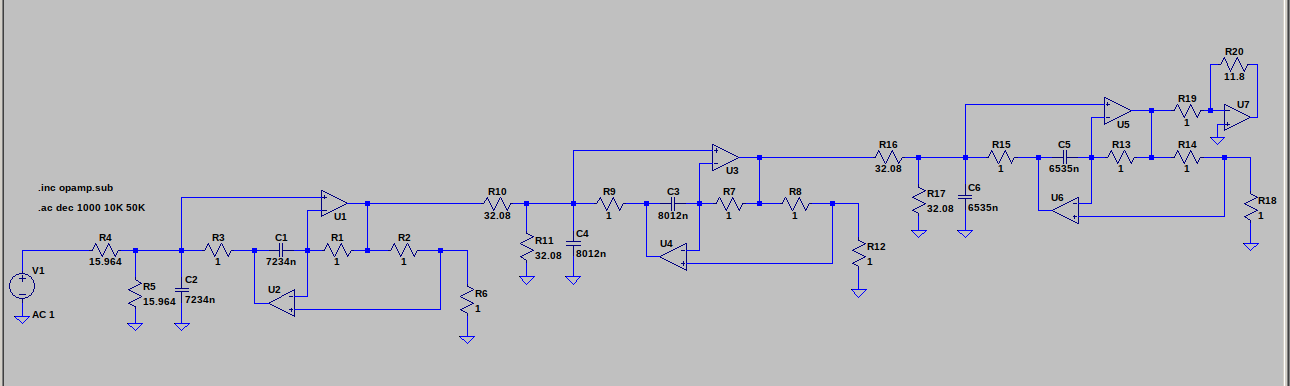 R20
11.8
U7
R19
1
U5
R16
32.08
R15
1
C5
6535n
R13
1
R14
1
U3
.inc opamp.sub
.ac dec 1000 10K 50K
R17
32.08
C6
6535n
U6
R18
1
R10
32.08
R9
1
C3
8012n
R7
1
R8
1
U1
R4
15.964
R3
1
C1
7234n
R1
1
R2
1
R11
32.08
C4
8012n
U4
R12
1
V1
AC 1
R5
15.964
C2
7234n
U2
R6
1